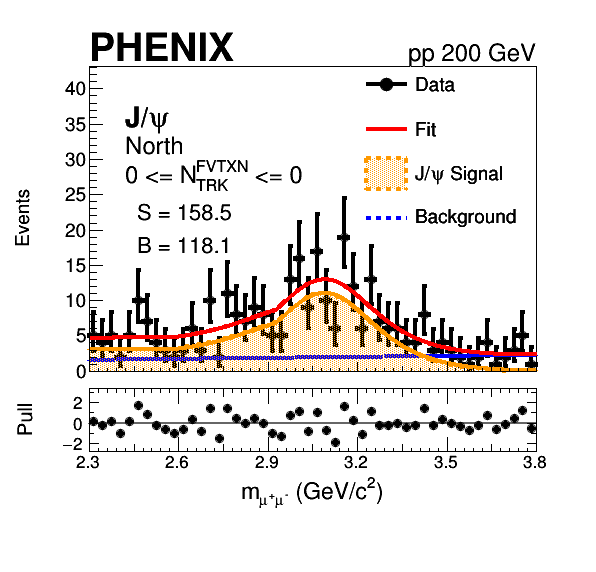 PHENIX pp 200 GeV
J/ψ
North
0 <= N_TRK^FVTXN <= 0
S = 158.5
B = 118.1
Data
Fit
J/ψ Signal
Background
Events
40
35
30
25
20
15
10
5
0
Pull
2
0
−2
2.3 2.6 2.9 3.2 3.5 3.8
m_μ⁺μ⁻ (GeV/c²)